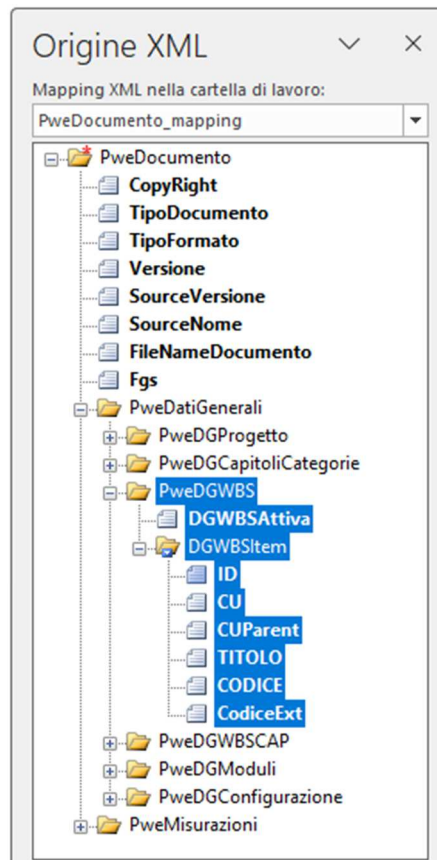 Origine XML
Mapping XML nella cartella di lavoro:
PweDocumento_mapping
PweDocumento
CopyRight
TipoDocumento
TipoFormato
Versione
SourceVersione
SourceNome
FileNameDocumento
Fgs
PweDatiGenerali
PweDGProgetto
PweDGCapitoliCategorie
PweDGWBS
DGWBSAttiva
DGWBSItem
ID
CU
CUParent
TITOLO
CODICE
CodiceExt
PweDGWBSCAP
PweDGModuli
PweDGConfigurazione
PweMisurazioni